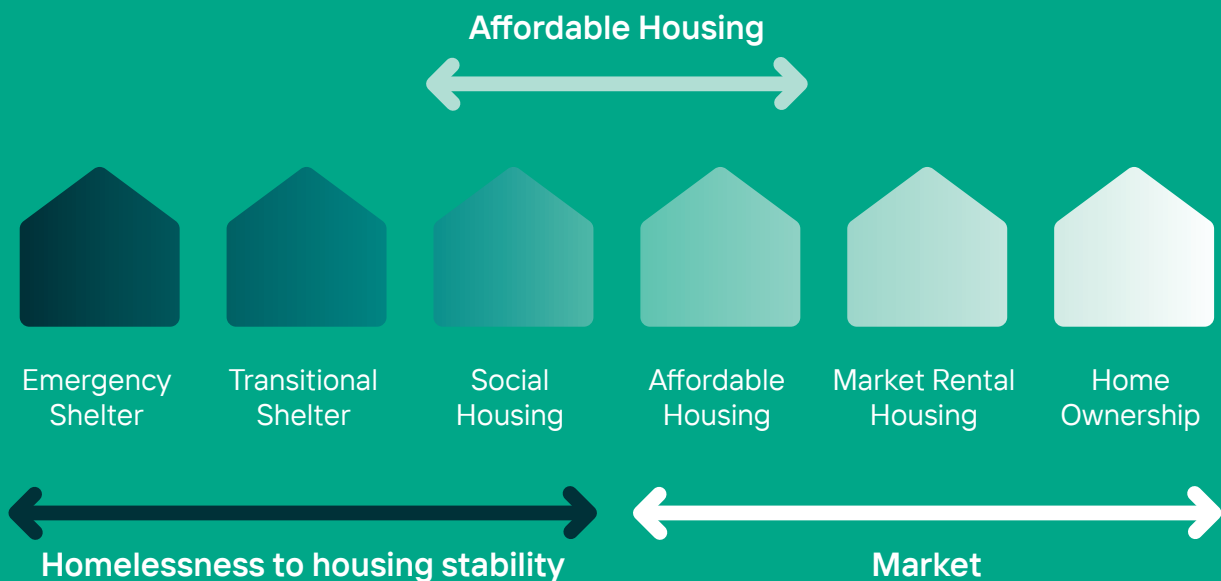 Affordable Housing
Emergency
Shelter
Transitional
Shelter
Social
Housing
Affordable
Housing
Market Rental
Housing
Home
Ownership
Homelessness to housing stability
Market